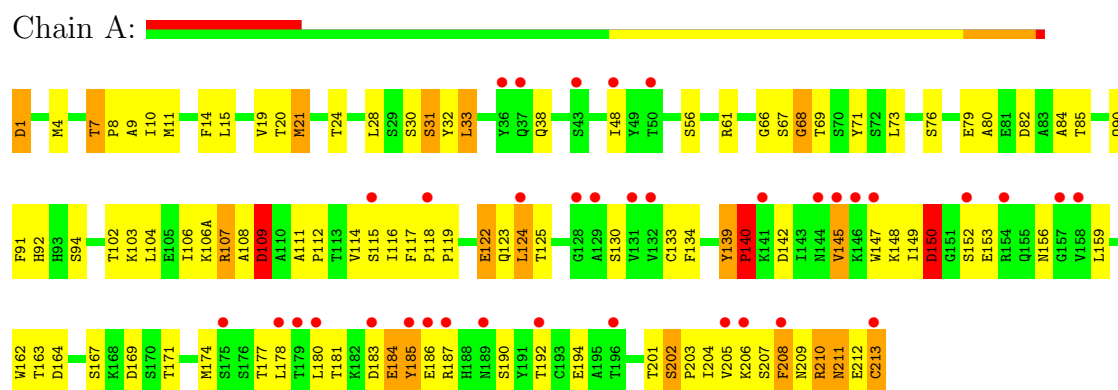 Chain A:
D1 M4 T7 P8 A9 I10 M11 F14 L15 V19 T20 M21 T24 L28 S29 S30 S31 Y32 L33 Y36 Q37 Q38 S43 I48 Y49 T50 S56 R61 G66 S67 G68 T69 S70 Y71 S72 L73 S76 E79 A80 E81 D82 A83 A84 T85 Q90
F91 H92 H93 S94 T102 K103 L104 E105 I106 K106A R107 A108 D109 A110 A111 P112 T113 V114 S115 I116 F117 P118 P119 E122 Q123 L124 T125 G128 A129 S130 V131 V132 C133 F134 Y139 P140 K141 D142 I143 N144 V145 K146 W147 K148 I149 D150 G151 S152 E153 R154 Q155 N156 G157 V158 L159
W162 T163 D164 S167 K168 D169 S170 T171 M174 S175 S176 T177 L178 T179 L180 T181 K182 D183 E184 Y185 E186 R187 H188 N189 S190 Y191 T192 C193 E194 A195 T196 T201 S202 P203 I204 V205 K206 S207 F208 N209 R210 N211 E212 C213